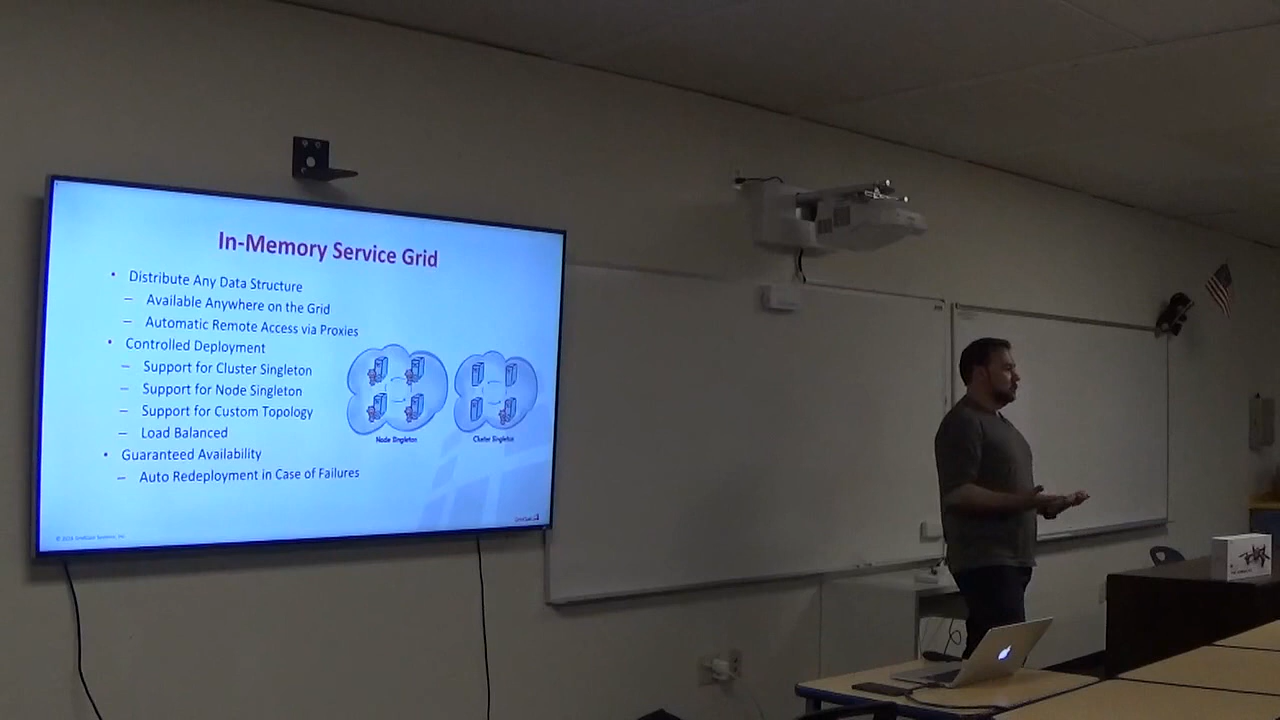 In-Memory Service Grid
• Distribute Any Data Structure
– Available Anywhere on the Grid
– Automatic Remote Access via Proxies
• Controlled Deployment
– Support for Cluster Singleton
– Support for Node Singleton
– Support for Custom Topology
– Load Balanced
• Guaranteed Availability
– Auto Redeployment in Case of Failures
Node Singleton
Cluster Singleton